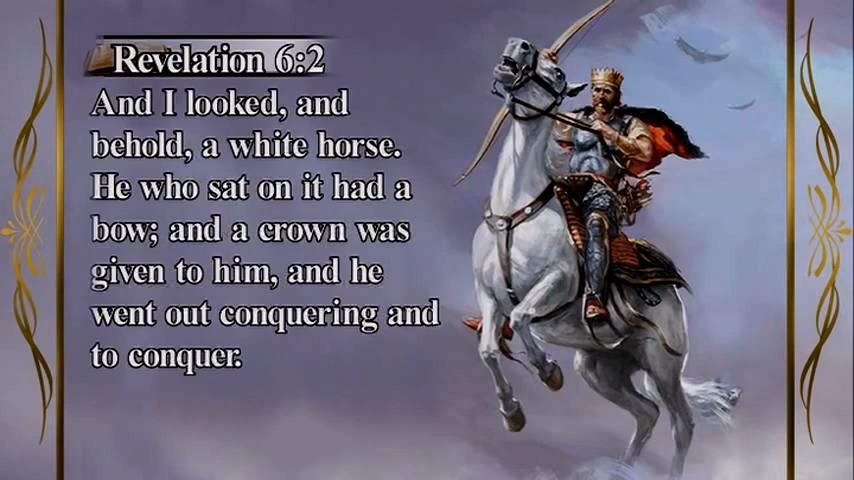 Revelation 6:2
And I looked, and
behold, a white horse.
He who sat on it had a
bow; and a crown was
given to him, and he
went out conquering and
to conquer.